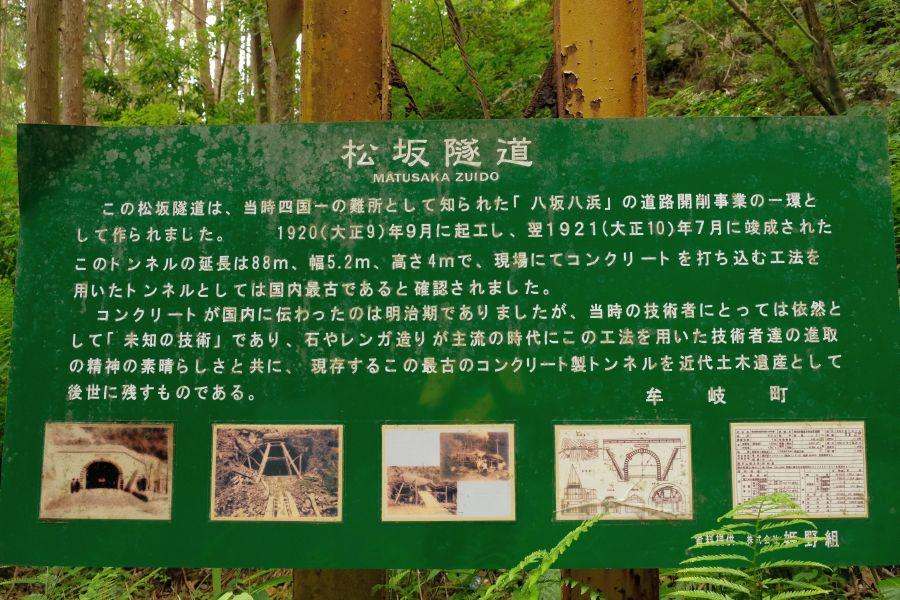 松坂隧道
MATUSAKA ZUIDO
この松坂隧道は、当時四国一の難所として知られた「八坂八浜」の道路開削事業の一環と
して作られました。 1920(大正9)年9月に起工し、翌1921(大正10)年7月に竣成された
このトンネルの延長は88m、幅5.2m、高さ4mで、現場にてコンクリートを打ち込む工法を
用いたトンネルとしては国内最古であると確認されました。
コンクリートが国内に伝わったのは明治期でありましたが、当時の技術者にとっては依然と
して「未知の技術」であり、石やレンガ造りが主流の時代にこの工法を用いた技術者達の進取
の精神の素晴らしさと共に、現存するこの最古のコンクリート製トンネルを近代土木遺産として
後世に残すものである。
牟岐町
資料提供 株式会社 姫野組